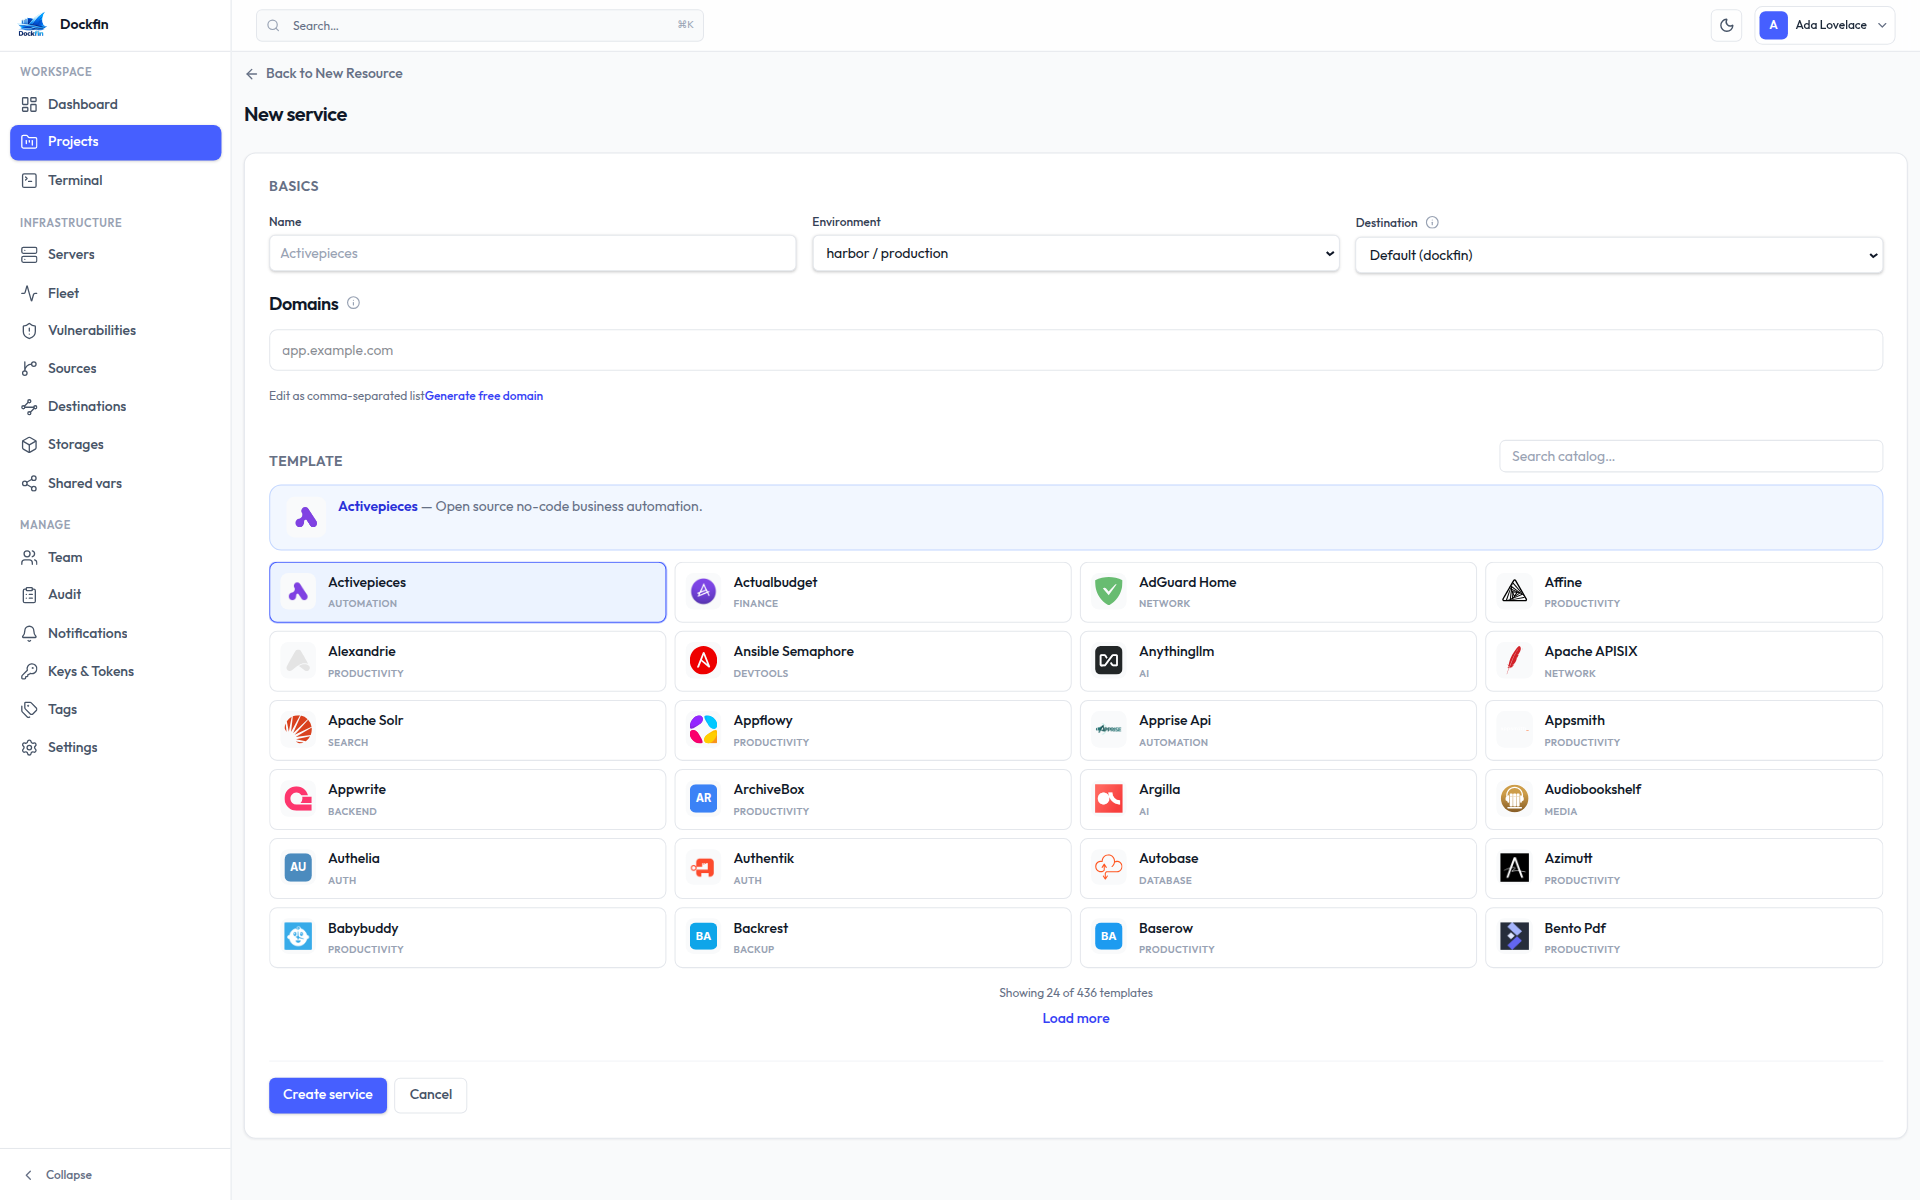 Dockfin
Dockfin
Search...
⌘K
A
Ada Lovelace
WORKSPACE
Dashboard
Projects
Terminal
INFRASTRUCTURE
Servers
Fleet
Vulnerabilities
Sources
Destinations
Storages
Shared vars
MANAGE
Team
Audit
Notifications
Keys & Tokens
Tags
Settings
Collapse
Back to New Resource
New service
BASICS
Name
Environment
Destination
Activepieces
harbor / production
Default (dockfin)
Domains
app.example.com
Edit as comma-separated listGenerate free domain
TEMPLATE
Search catalog...
Activepieces — Open source no-code business automation.
Activepieces
AUTOMATION
Actualbudget
FINANCE
AdGuard Home
NETWORK
Affine
PRODUCTIVITY
Alexandrie
PRODUCTIVITY
Ansible Semaphore
DEVTOOLS
Anythingllm
AI
Apache APISIX
NETWORK
Apache Solr
SEARCH
Appflowy
PRODUCTIVITY
APPRISE
Apprise Api
AUTOMATION
Appsmith
PRODUCTIVITY
Appwrite
BACKEND
AR
ArchiveBox
PRODUCTIVITY
Argilla
AI
Audiobookshelf
MEDIA
AU
Authelia
AUTH
Authentik
AUTH
Autobase
DATABASE
Azimutt
PRODUCTIVITY
Babybuddy
PRODUCTIVITY
BA
Backrest
BACKUP
BA
Baserow
PRODUCTIVITY
Bento Pdf
PRODUCTIVITY
Showing 24 of 436 templates
Load more
Create service
Cancel